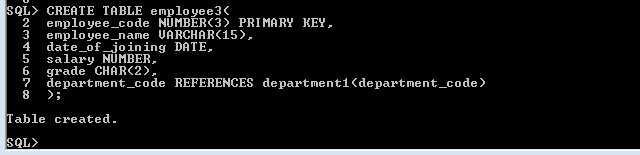 SQL> CREATE TABLE employee3(
2 employee_code NUMBER(3) PRIMARY KEY,
3 employee_name VARCHAR(15),
4 date_of_joining DATE,
5 salary NUMBER,
6 grade CHAR(2),
7 department_code REFERENCES department1(department_code)
8 );
Table created.
SQL>